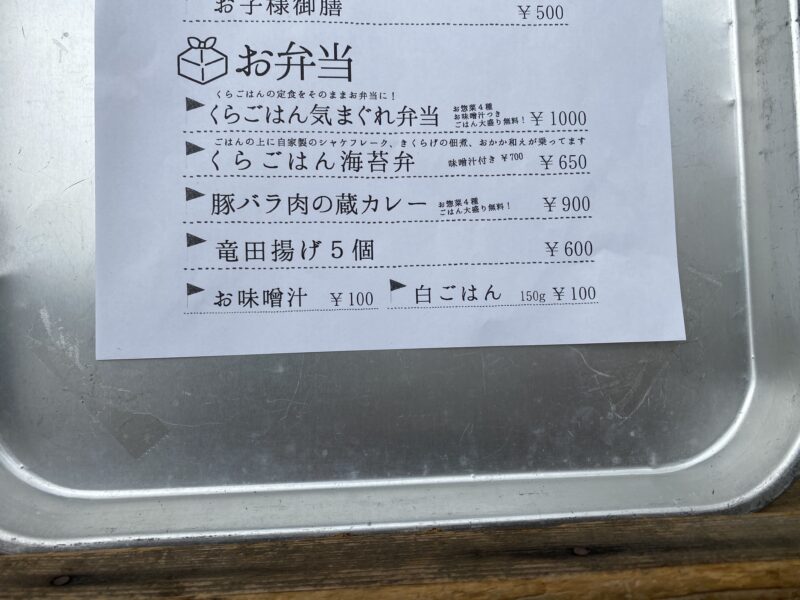 お子様御膳 ¥500
お弁当
くらごはんの定食をそのままお弁当に!
くらごはん気まぐれ弁当 お惣菜4種 お味噌汁つき ごはん大盛り無料! ¥1000
ごはんの上に自家製のシャケフレーク、きくらげの佃煮、おかか和えが乗ってます
くらごはん海苔弁 味噌汁付き ¥700 ¥650
豚バラ肉の蔵カレー お惣菜4種 ごはん大盛り無料! ¥900
竜田揚げ5個 ¥600
お味噌汁 ¥100 白ごはん 150g ¥100